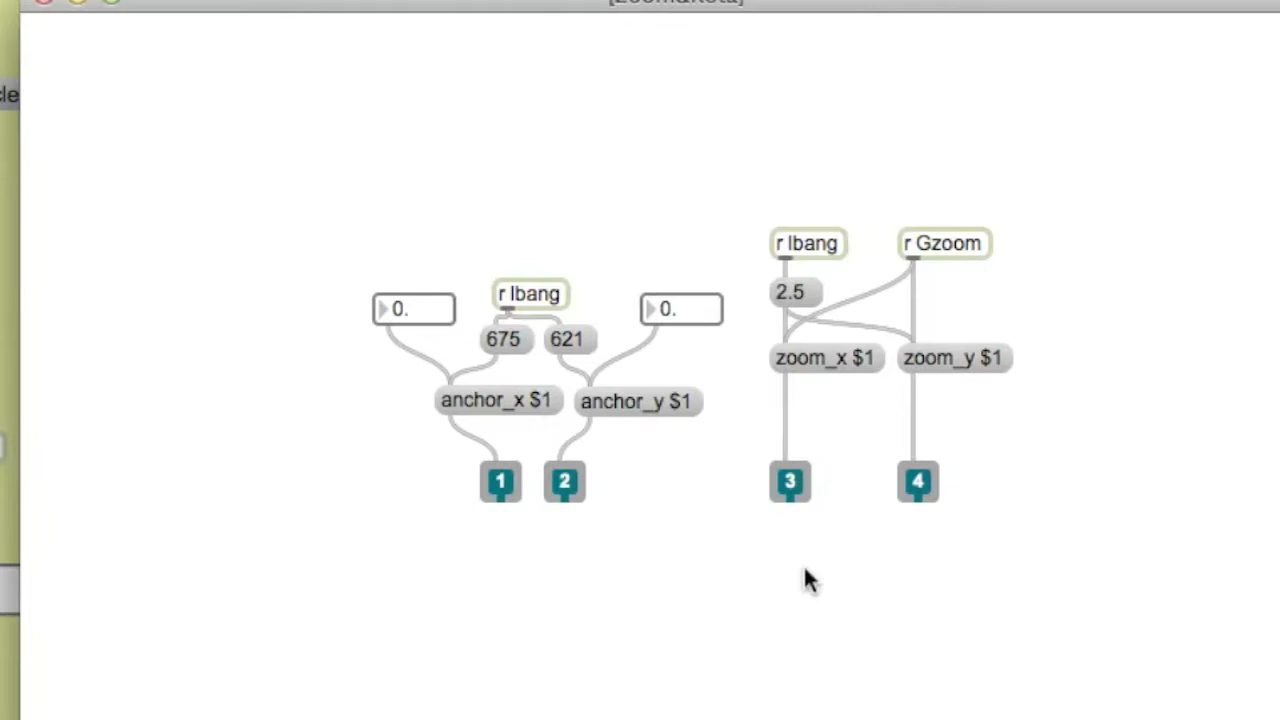 cle
r lbang
r Gzoom
2.5
r lbang
0.
0.
675
621
zoom_x $1
zoom_y $1
anchor_x $1
anchor_y $1
1
2
3
4